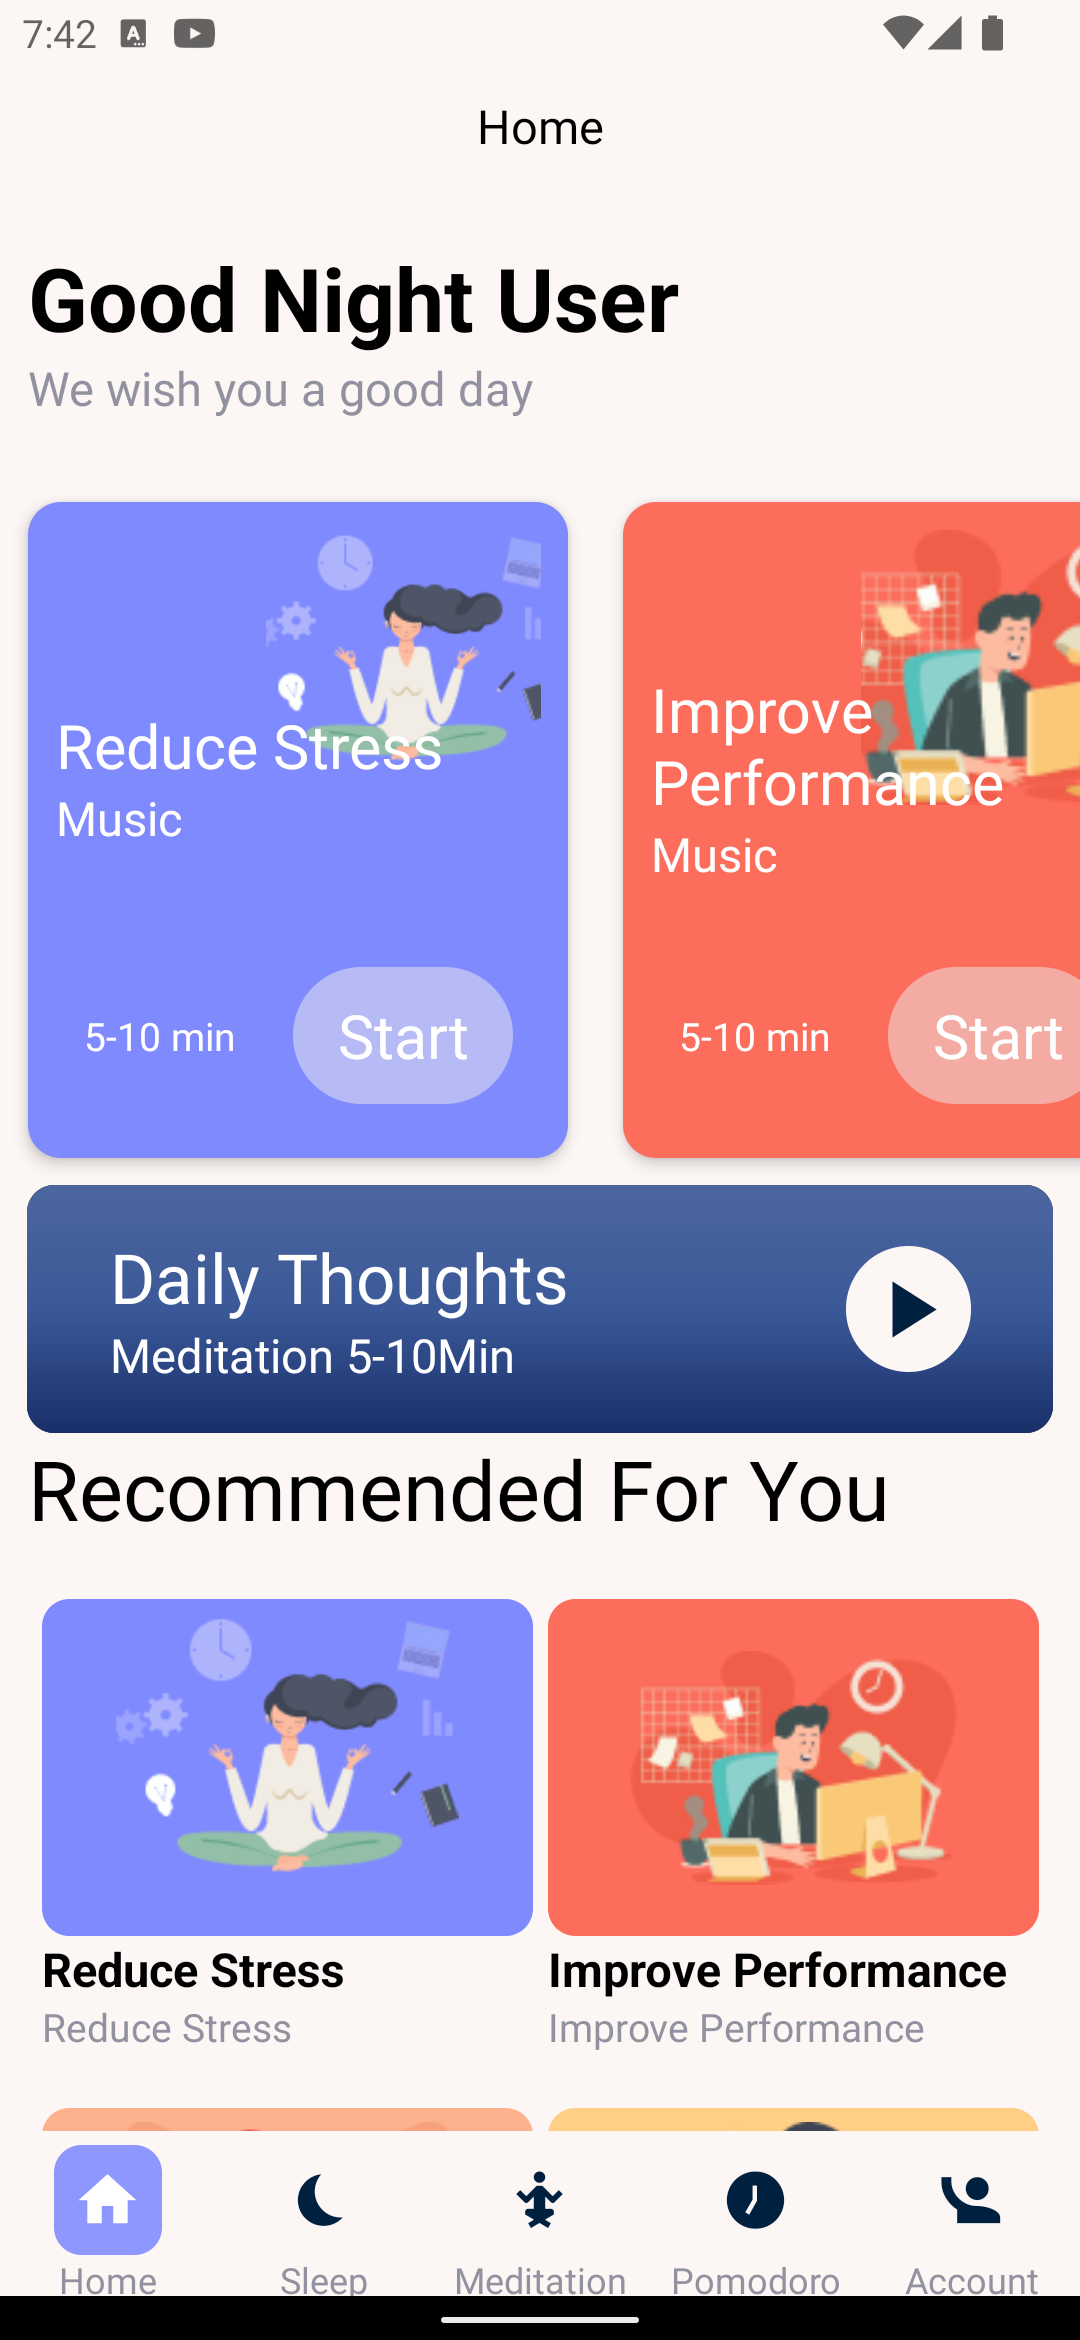 7:42
Home
Good Night User
We wish you a good day
Reduce Stress
Music
5-10 min
Start
Improve
Performance
Music
5-10 min
Start
Daily Thoughts
Meditation 5-10Min
Recommended For You
Reduce Stress
Reduce Stress
Improve Performance
Improve Performance
Home
Sleep
Meditation
Pomodoro
Account